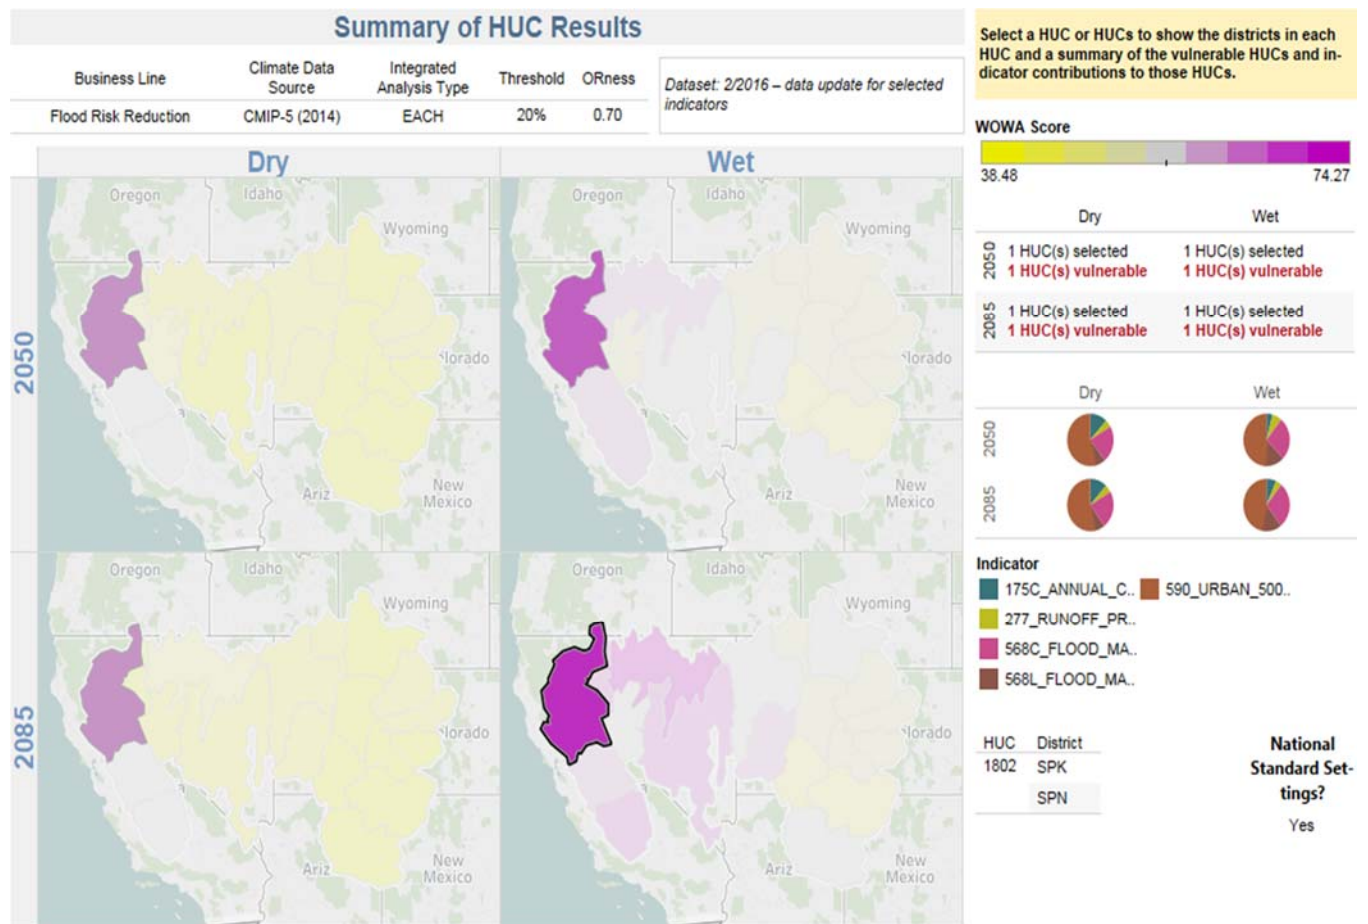 Summary of HUC Results
Business Line
Climate Data
Source
Integrated
Analysis Type
Threshold
ORness
Flood Risk Reduction
CMIP-5 (2014)
EACH
20%
0.70
Dataset: 2/2016 – data update for selected
indicators
Dry
Wet
2050
Oregon
Idaho
Wyoming
lorado
Ariz
New
Mexico
Oregon
Idaho
Wyoming
lorado
Ariz
New
Mexico
2085
Oregon
Idaho
Wyoming
lorado
Ariz
New
Mexico
Oregon
Idaho
Wyoming
lorado
Ariz
New
Mexico
Select a HUC or HUCs to show the districts in each
HUC and a summary of the vulnerable HUCs and in-
dicator contributions to those HUCs.
WOWA Score
38.48
74.27
Dry
Wet
2050
1 HUC(s) selected
1 HUC(s) vulnerable
1 HUC(s) selected
1 HUC(s) vulnerable
2085
1 HUC(s) selected
1 HUC(s) vulnerable
1 HUC(s) selected
1 HUC(s) vulnerable
Dry
Wet
2050
2085
Indicator
175C_ANNUAL_C..
590_URBAN_500..
277_RUNOFF_PR..
568C_FLOOD_MA..
568L_FLOOD_MA..
HUC
District
1802
SPK
SPN
National
Standard Set-
tings?
Yes